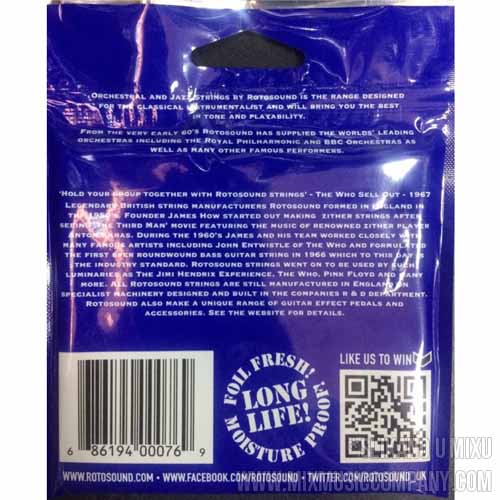 Orchestral and Jazz Strings by Rotosound is the range designed
for the classical instrumentalist and will bring you the best
in tone and playability.
From the very early 60's Rotosound has supplied the worlds' leading
orchestras including the Royal Philharmonic and BBC Orchestras
as well as many other famous performers.
'Hold your group together with Rotosound strings' - The Who Sell Out - 1967
Legendary British string manufacturers Rotosound formed in England in
the 1950's. Founder James How started out making zither strings after
seeing 'The Third Man' movie featuring the music of renowned zither player
Anton Karas. During the 1960's James and his team worked closely with
many famous artists including John Entwistle of The Who and formulated
the first ever roundwound bass guitar string in 1966 which to this day is
the industry standard. Rotosound strings went on to be used by such
luminaries as The Jimi Hendrix Experience, The Who, Pink Floyd and many
more. All Rotosound strings are still manufactured in England on
specialist machinery designed and built in the companies R & D department.
Rotosound also make a unique range of guitar effect pedals and
accessories. See the website for details.
FOIL FRESH!
LONG
LIFE!
MOISTURE PROOF!
LIKE US TO WIN
6 86194 00076 9
WWW.ROTOSOUND.COM • WWW.FACEBOOK.COM/ROTOSOUND • TWITTER.COM/ROTOSOUND_UK
U MIXU
WWW.MIXMUSICCOMPANY.COM